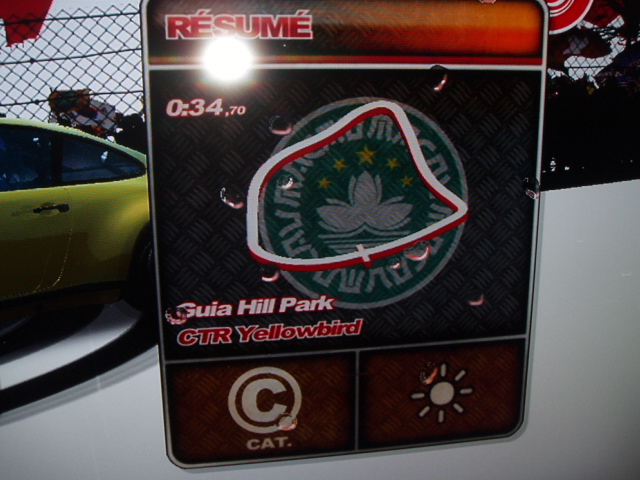 RÉSUMÉ
0:34,70
Guia Hill Park
CTR Yellowbird
C
CAT.